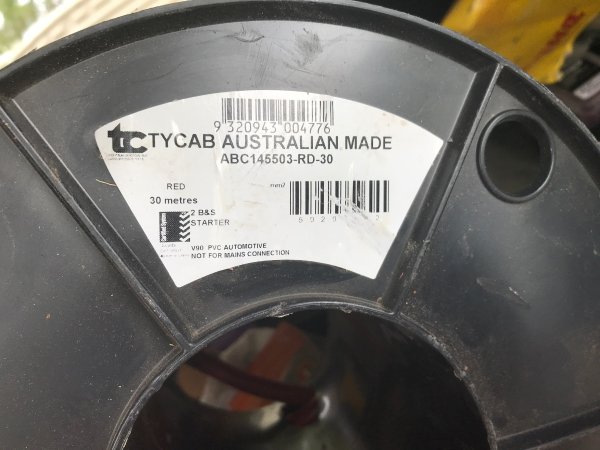 9 320943 004776
tc TYCAB AUSTRALIAN MADE
ABC145503-RD-30
RED
30 metres
2 B&S
STARTER
V90 PVC AUTOMOTIVE
NOT FOR MAINS CONNECTION